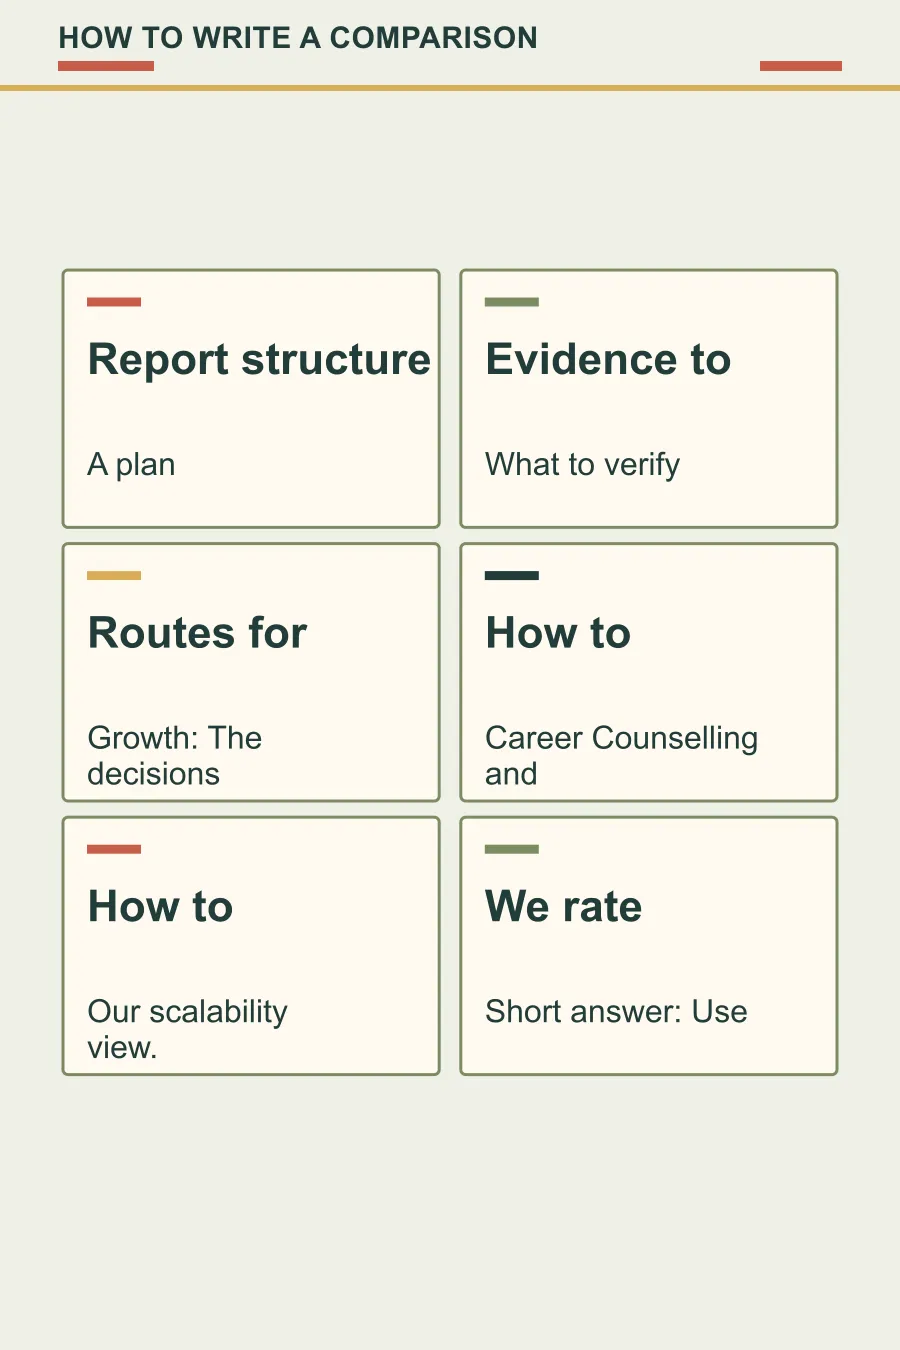 HOW TO WRITE A COMPARISON
Report structure
A plan
Evidence to
What to verify
Routes for
Growth: The
decisions
How to
Career Counselling
and
How to
Our scalability
view.
We rate
Short answer: Use